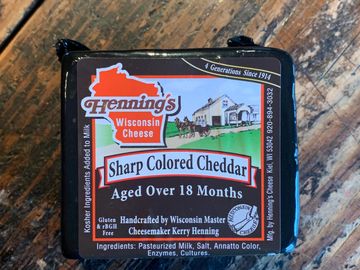 4 Generations Since 1914
Henning's
Wisconsin
Cheese
Sharp Colored Cheddar
Aged Over 18 Months
Gluten
& rBGH
Free
Handcrafted by Wisconsin Master
Cheesemaker Kerry Henning
Ingredients: Pasteurized Milk, Salt, Annatto Color,
Enzymes, Cultures.
Kosher Ingredients Added to Milk
Mfg. by Henning's Cheese Kiel, WI 53042 920-894-3032